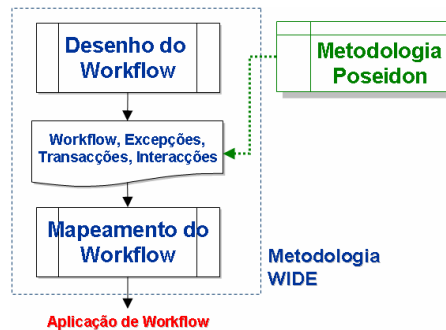 Desenho do
Workflow
Metodologia
Poseidon
Workflow, Excepções,
Transacções, Interacções
Mapeamento do
Workflow
Metodologia
WIDE
Aplicação de Workflow